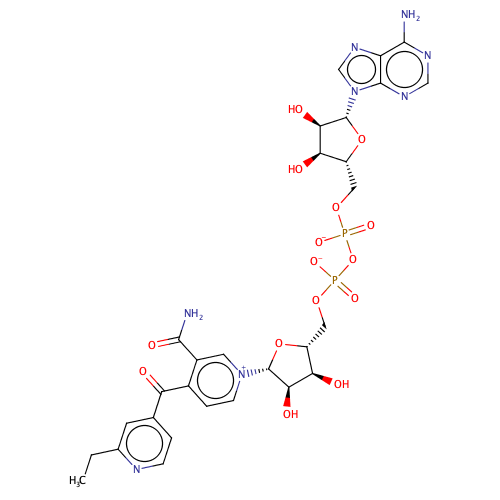 NH₂
N N
N N
HO
O
HO
O
O⁻ P O
O⁻ O
P O
NH₂ O
O O
O N⁺
OH
OH
N
H₃C